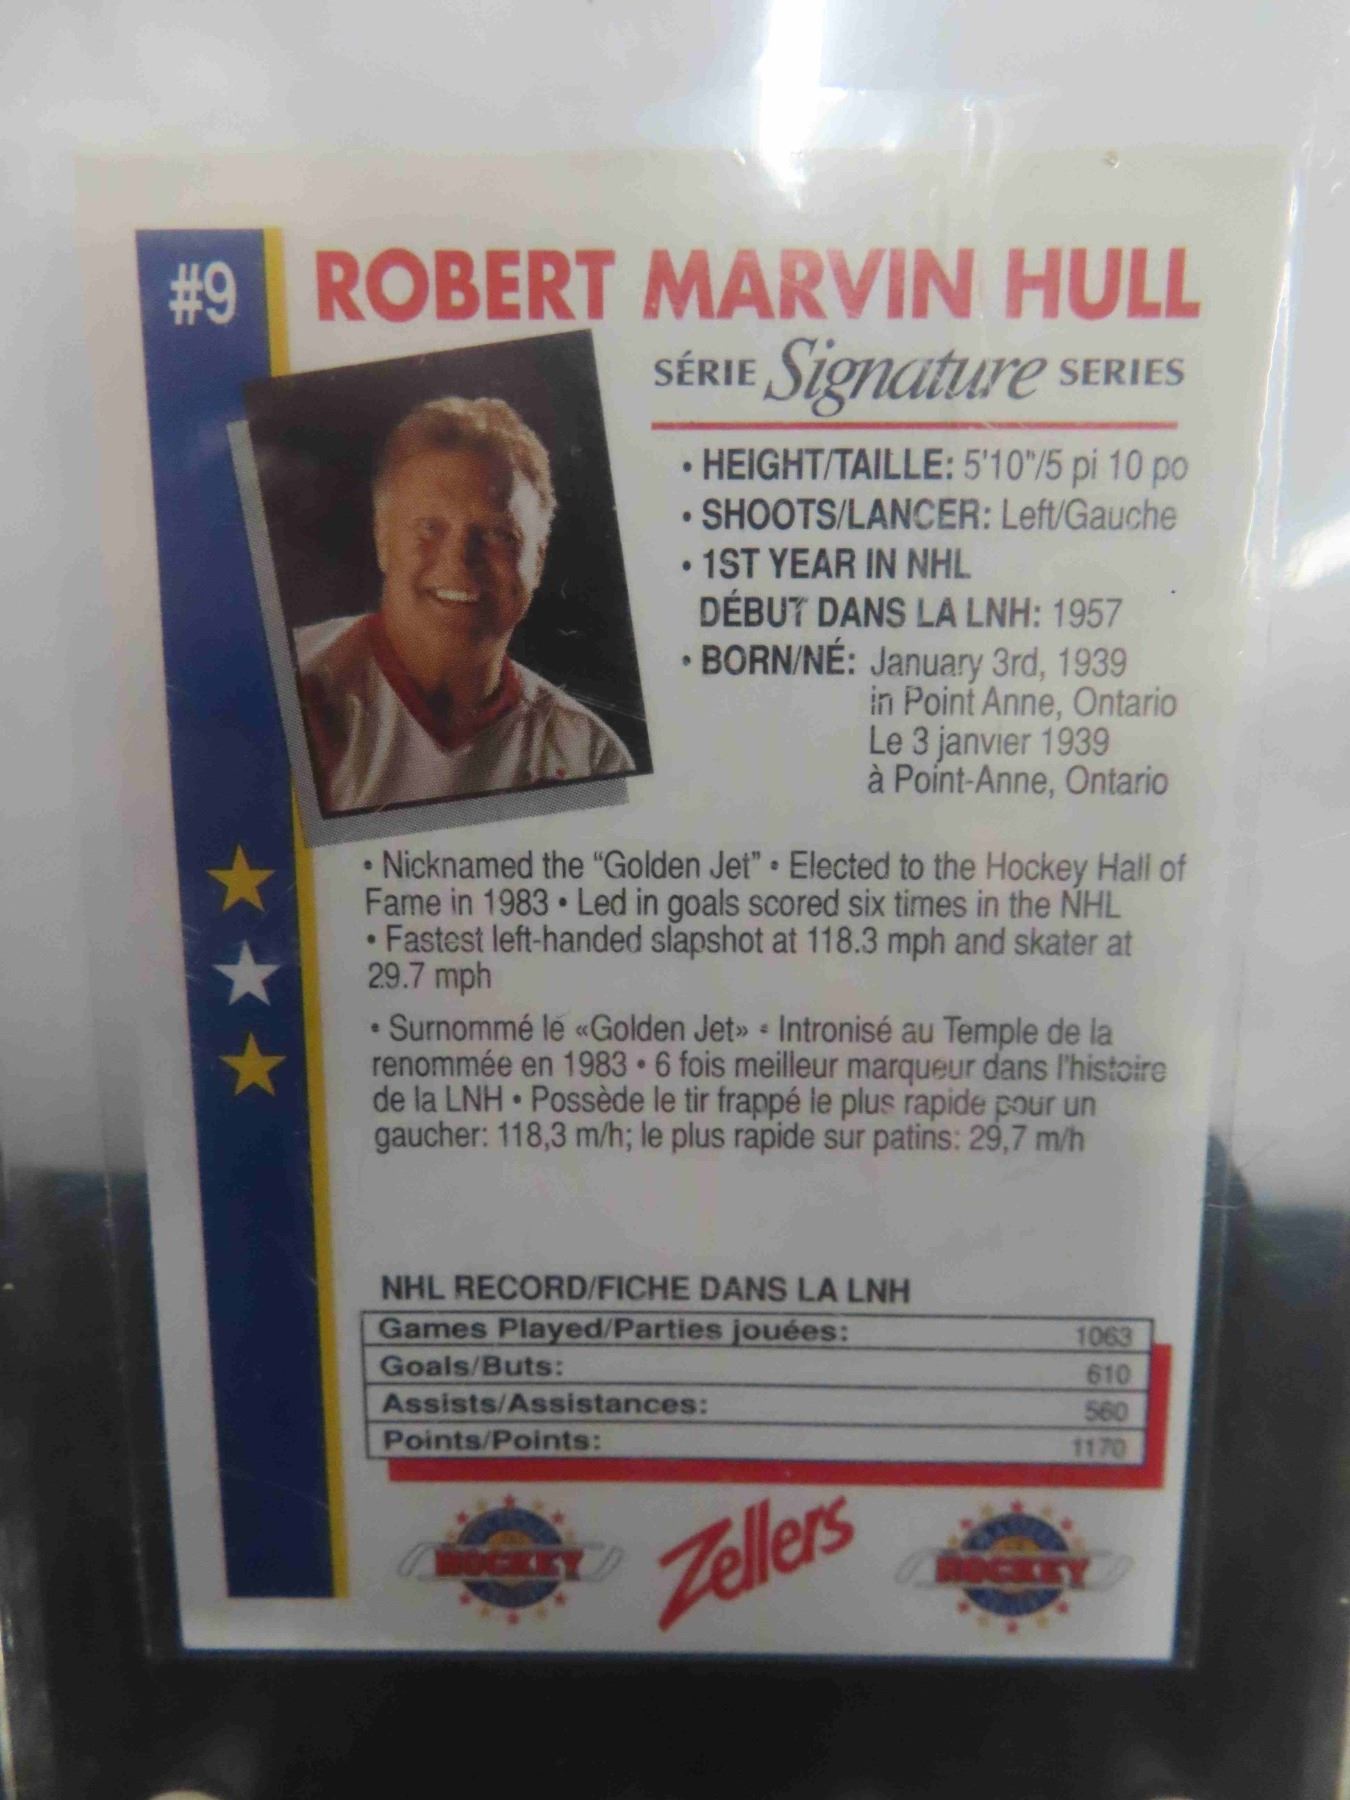 #9
ROBERT MARVIN HULL
SÉRIE Signature SERIES
• HEIGHT/TAILLE: 5'10"/5 pi 10 po
• SHOOTS/LANCER: Left/Gauche
• 1ST YEAR IN NHL
DÉBUT DANS LA LNH: 1957
• BORN/NÉ: January 3rd, 1939
in Point Anne, Ontario
Le 3 janvier 1939
à Point-Anne, Ontario
• Nicknamed the “Golden Jet” • Elected to the Hockey Hall of
Fame in 1983 • Led in goals scored six times in the NHL
• Fastest left-handed slapshot at 118.3 mph and skater at
29.7 mph
• Surnommé le «Golden Jet» • Intronisé au Temple de la
renommée en 1983 • 6 fois meilleur marqueur dans l'histoire
de la LNH • Possède le tir frappé le plus rapide pour un
gaucher: 118,3 m/h; le plus rapide sur patins: 29,7 m/h
NHL RECORD/FICHE DANS LA LNH
Games Played/Parties jouées: 1063
Goals/Buts: 610
Assists/Assistances: 560
Points/Points: 1170
HOCKEY
Zellers
HOCKEY